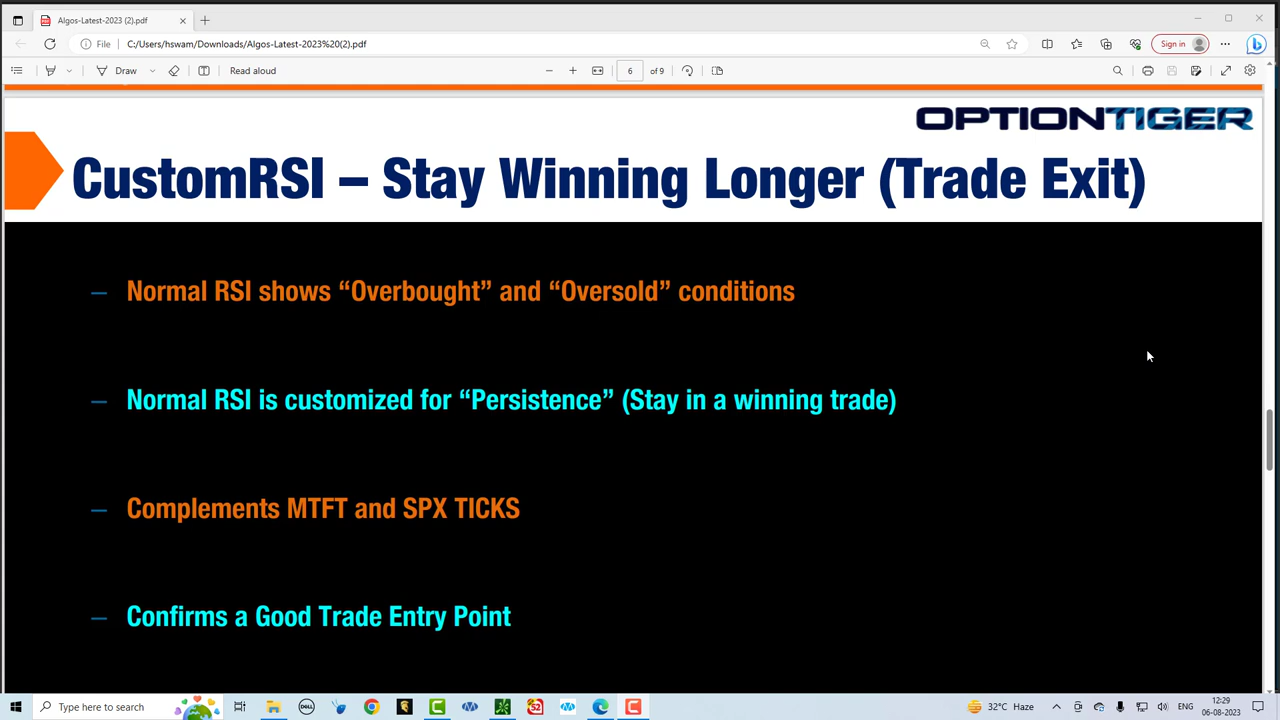 Algos-Latest-2023 (2).pdf
File
C:/Users/hswam/Downloads/Algos-Latest-2023%20(2).pdf
Sign in
Draw
Read aloud
6 of 9
OPTIONTIGER
CustomRSI – Stay Winning Longer (Trade Exit)
– Normal RSI shows “Overbought” and “Oversold” conditions
– Normal RSI is customized for “Persistence” (Stay in a winning trade)
– Complements MTFT and SPX TICKS
– Confirms a Good Trade Entry Point
Type here to search
DELL
32°C Haze
ENG
12:29
06-08-2023